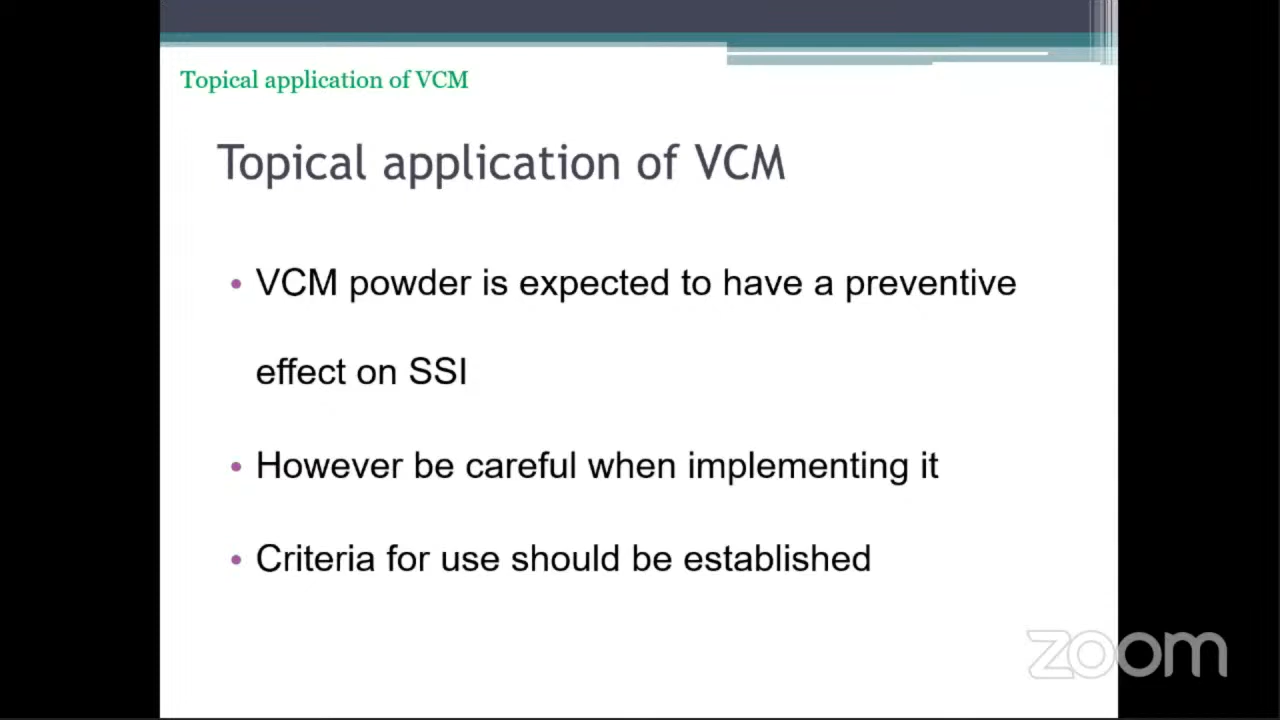 Topical application of VCM
Topical application of VCM
• VCM powder is expected to have a preventive
effect on SSI
• However be careful when implementing it
• Criteria for use should be established
zoom